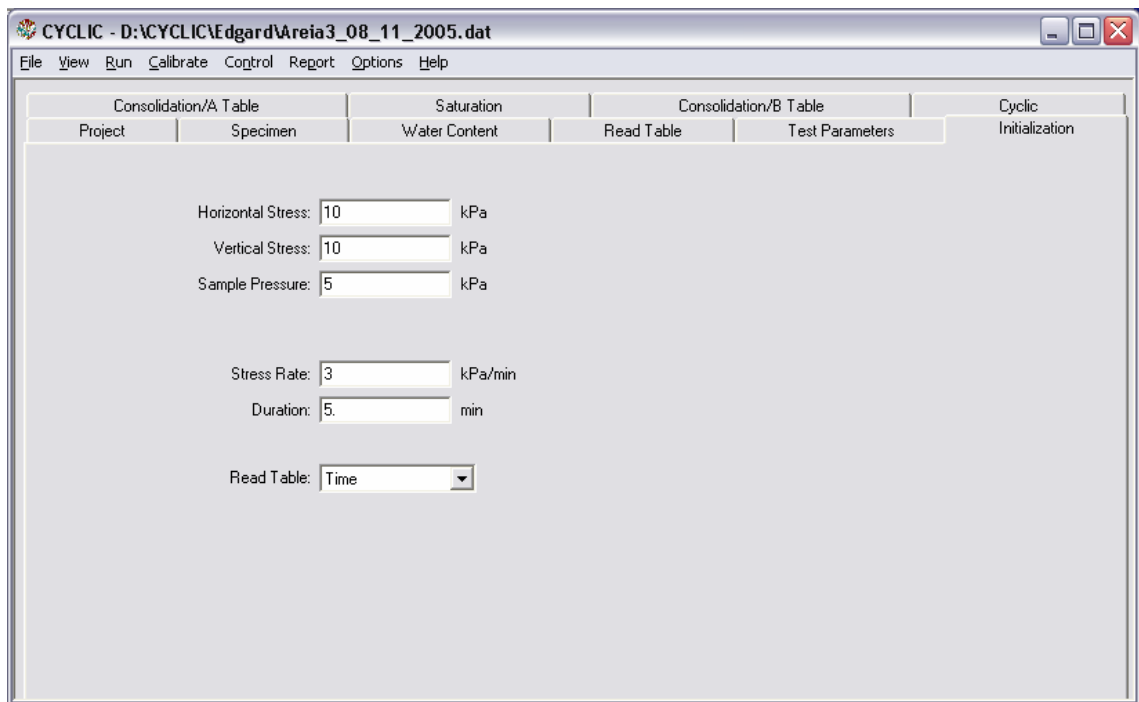 CYCLIC - D:\CYCLIC\Edgard\Areia3_08_11_2005.dat
File View Run Calibrate Control Report Options Help
Consolidation/A Table Saturation Consolidation/B Table Cyclic
Project Specimen Water Content Read Table Test Parameters Initialization
Horizontal Stress: 10 kPa
Vertical Stress: 10 kPa
Sample Pressure: 5 kPa
Stress Rate: 3 kPa/min
Duration: 5. min
Read Table: Time